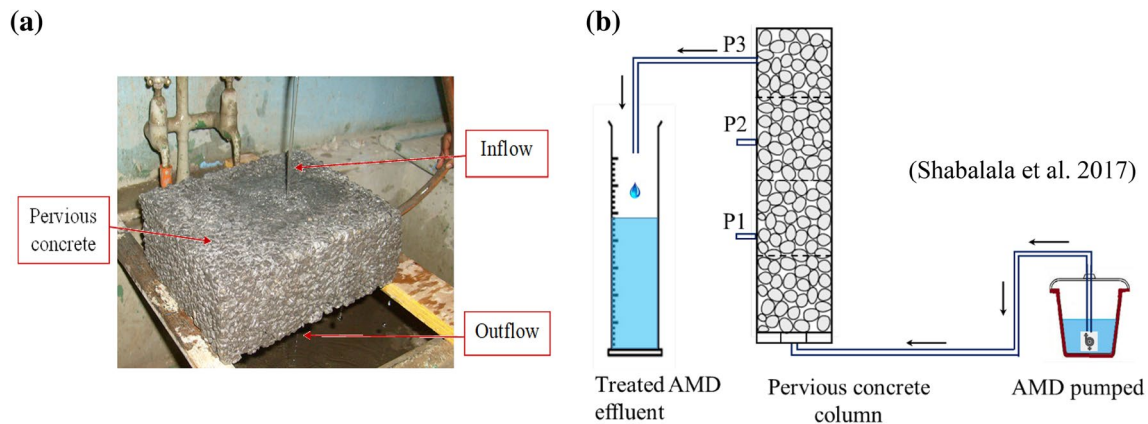 (a)
Inflow
Pervious
concrete
Outflow
(b)
P3
P2
P1
(Shabalala et al. 2017)
Treated AMD
effluent
Pervious concrete
column
AMD pumped